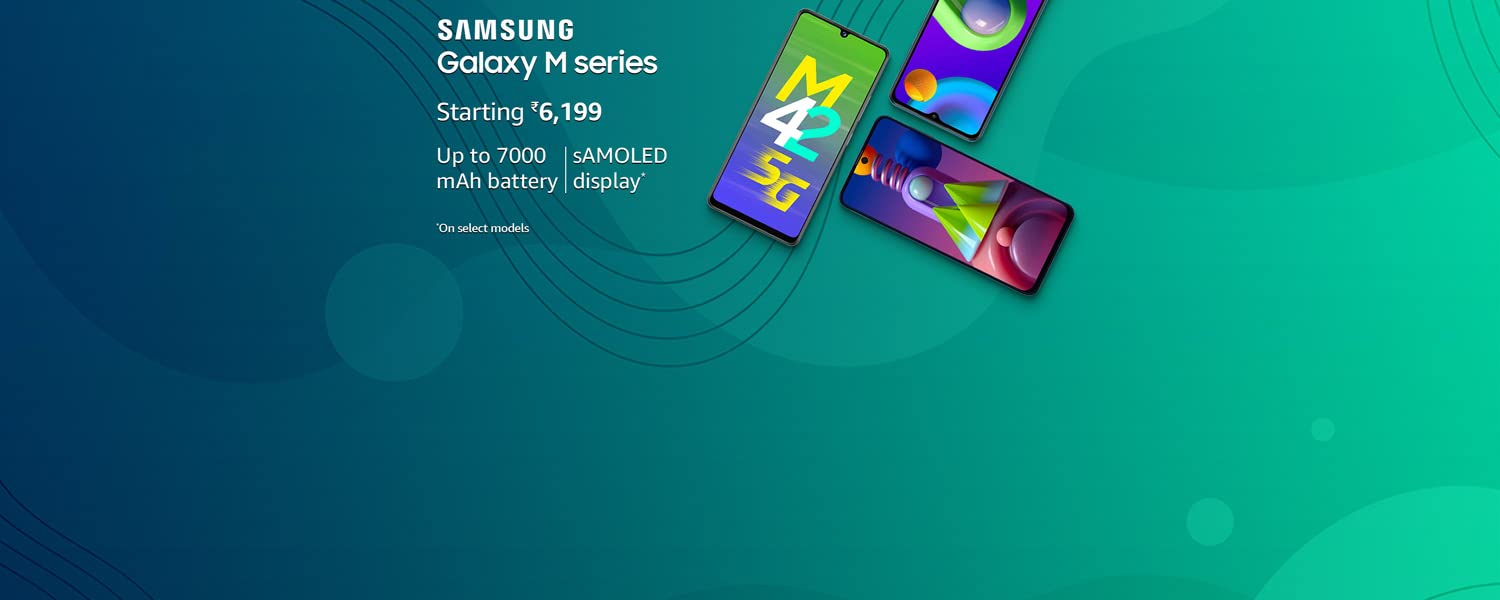 SAMSUNG
Galaxy M series
Starting ₹6,199
Up to 7000
mAh battery
sAMOLED
display*
*On select models
M
42
5G